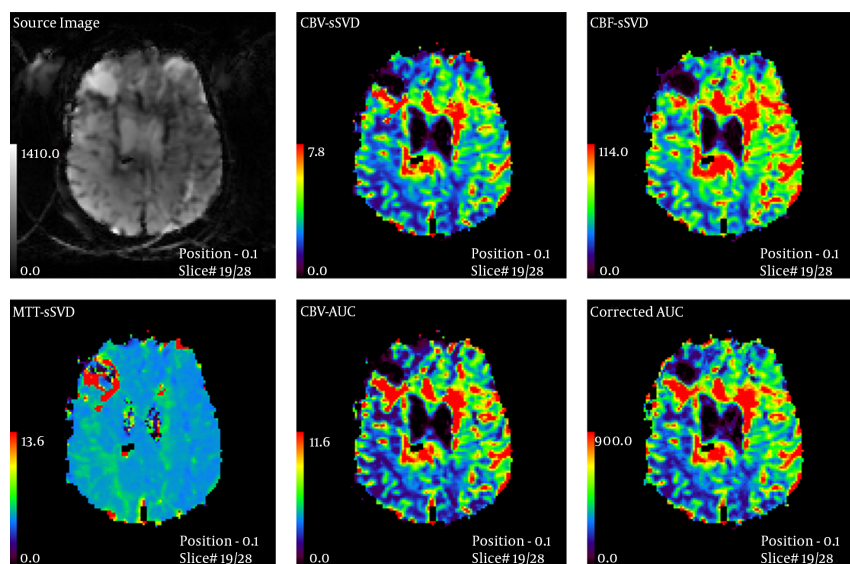 Source Image
1410.0
0.0
Position - 0.1
Slice# 19/28
CBV-sSVD
7.8
0.0
Position - 0.1
Slice# 19/28
CBF-sSVD
114.0
0.0
Position - 0.1
Slice# 19/28
MTT-sSVD
13.6
0.0
Position - 0.1
Slice# 19/28
CBV-AUC
11.6
0.0
Position - 0.1
Slice# 19/28
Corrected AUC
900.0
0.0
Position - 0.1
Slice# 19/28